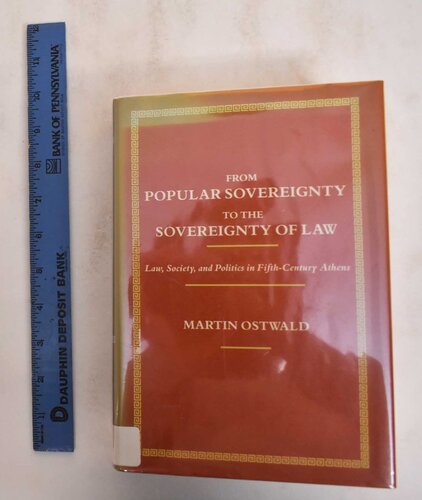 FROM
POPULAR SOVEREIGNTY
TO THE
SOVEREIGNTY OF LAW
Law, Society, and Politics in Fifth-Century Athens
MARTIN OSTWALD
BANK OF PENNSYLVANIA
DAUPHIN DEPOSIT BANK